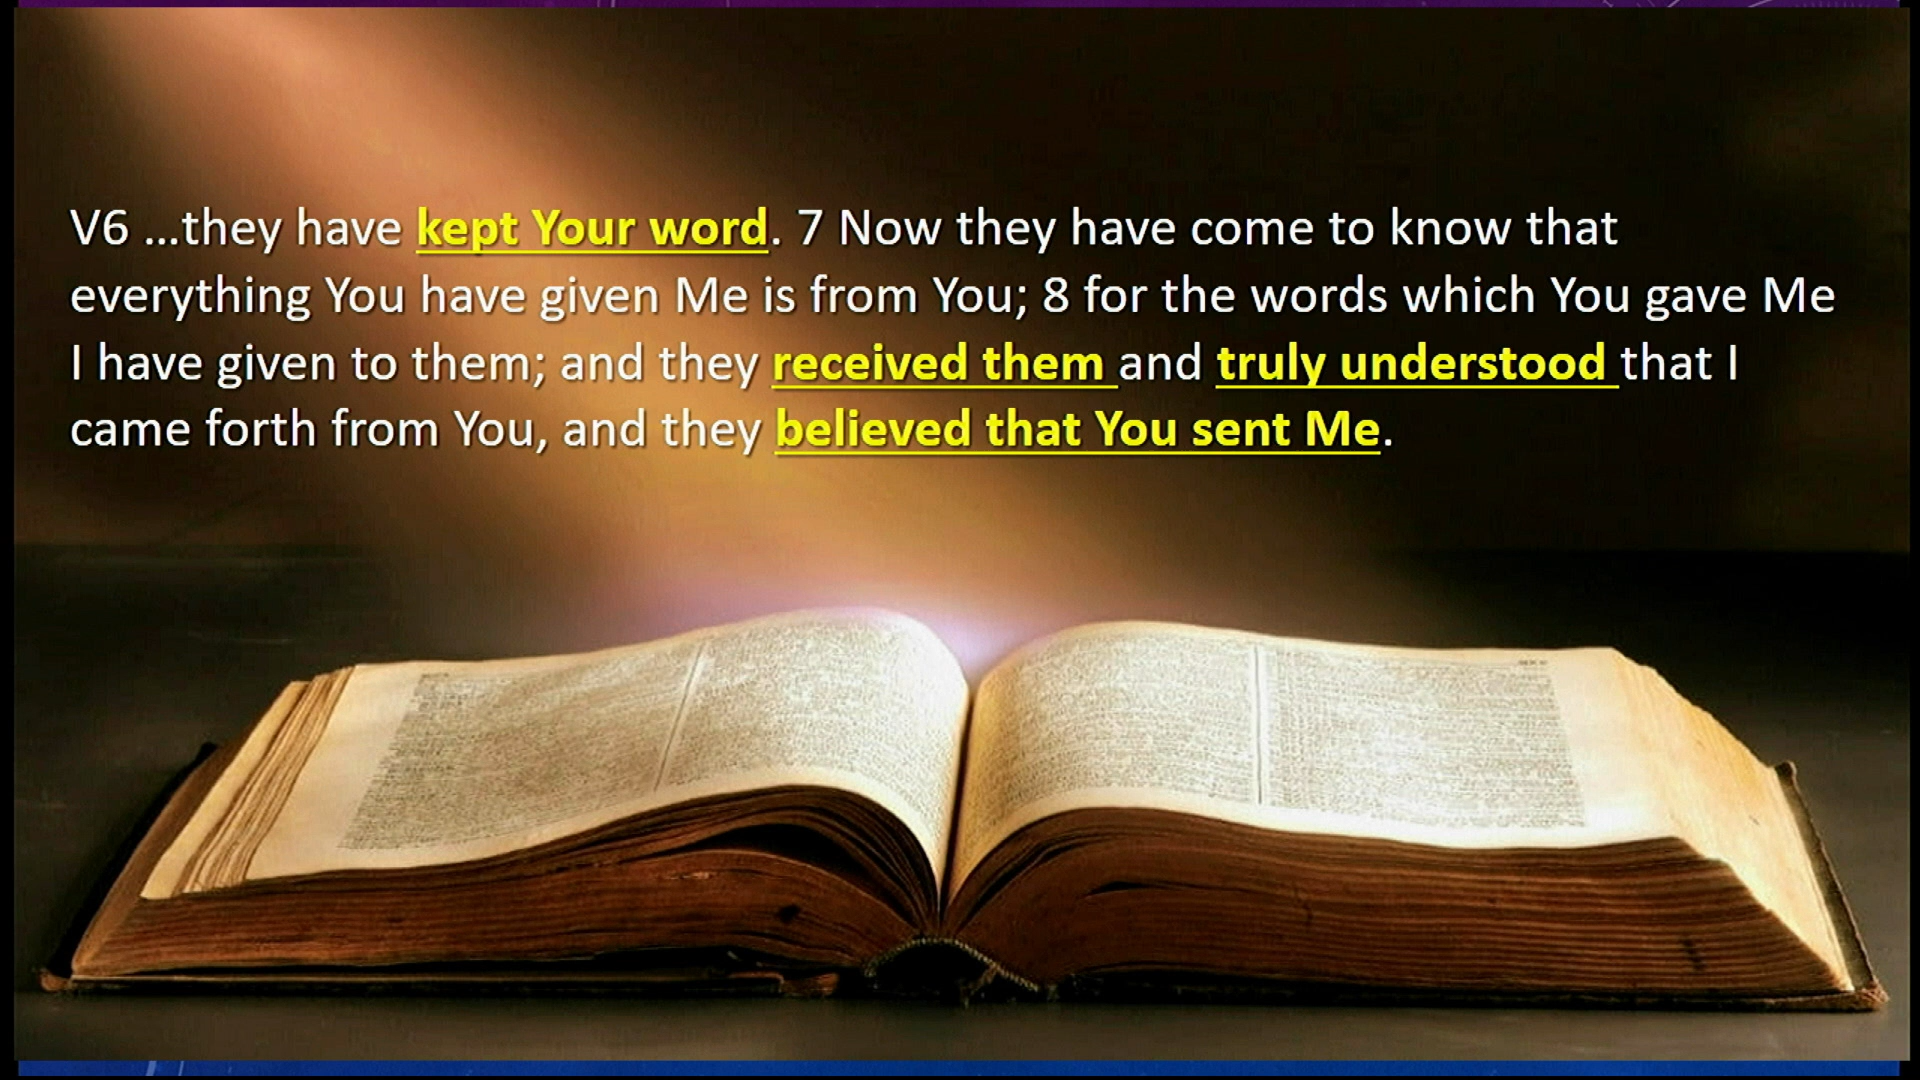 V6 ...they have kept Your word. 7 Now they have come to know that
everything You have given Me is from You; 8 for the words which You gave Me
I have given to them; and they received them and truly understood that I
came forth from You, and they believed that You sent Me.